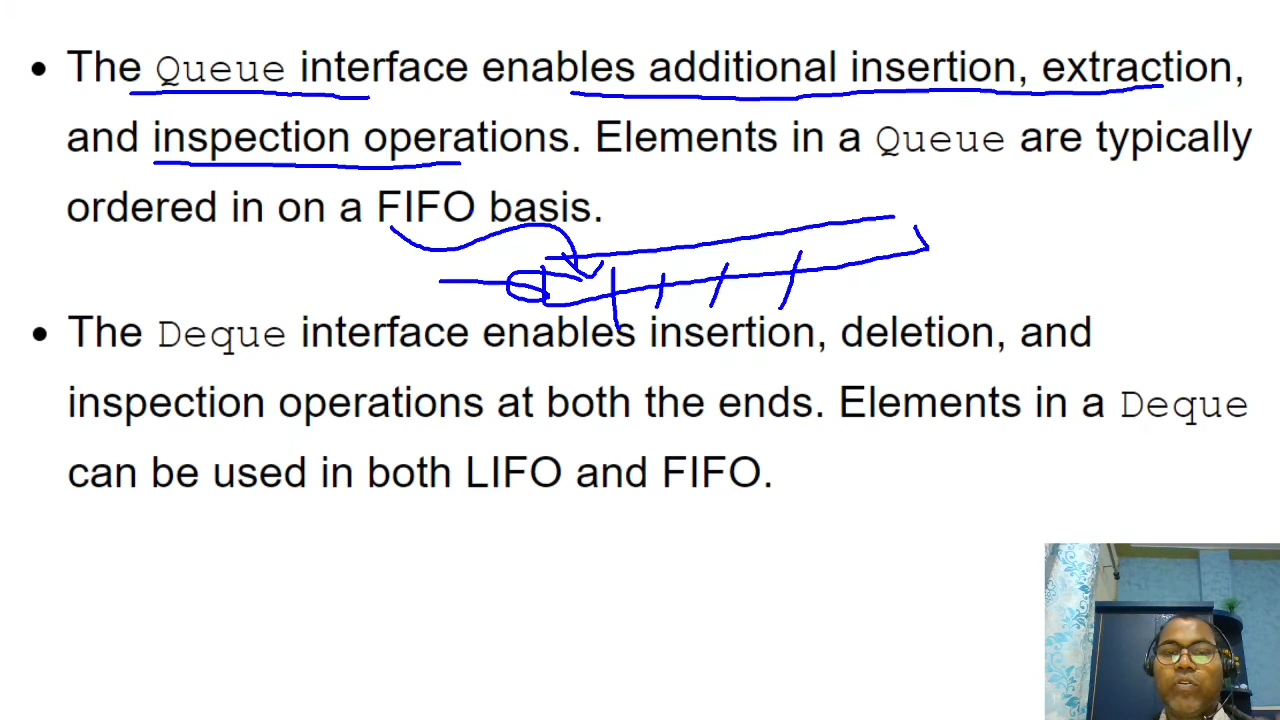 • The Queue interface enables additional insertion, extraction,
and inspection operations. Elements in a Queue are typically
ordered in on a FIFO basis.
• The Deque interface enables insertion, deletion, and
inspection operations at both the ends. Elements in a Deque
can be used in both LIFO and FIFO.